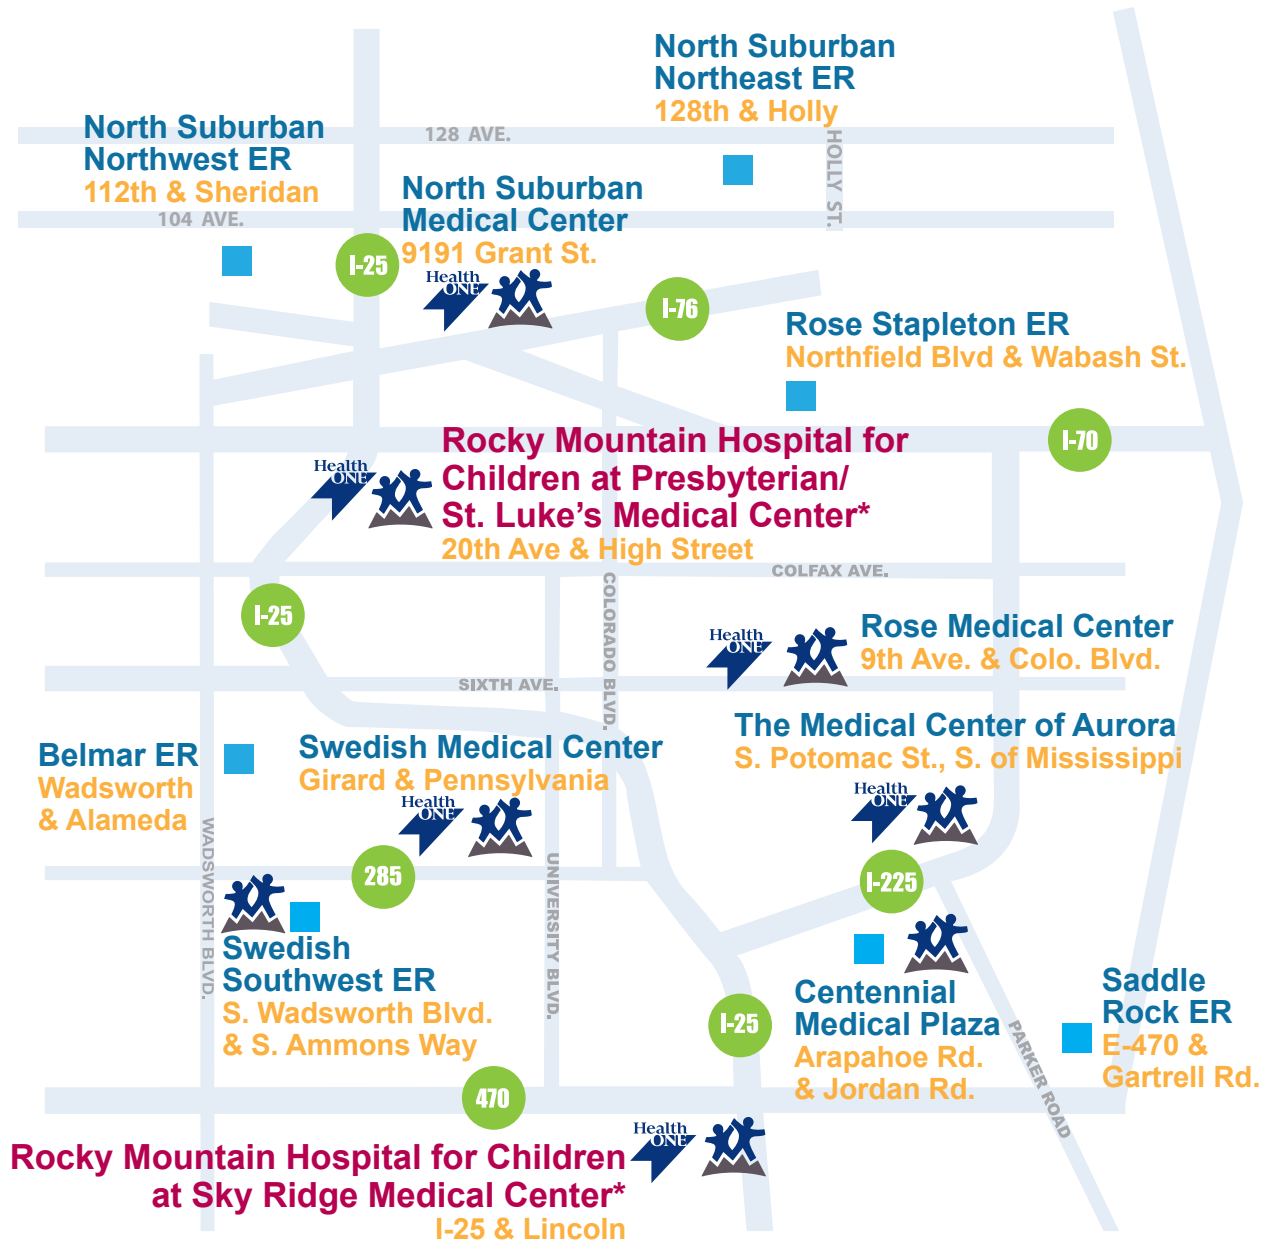 North Suburban
Northeast ER
128th & Holly
North Suburban
Northwest ER
112th & Sheridan
128 AVE.
HOLLY ST.
North Suburban
Medical Center
9191 Grant St.
104 AVE.
I-25
Health
ONE
I-76
Rose Stapleton ER
Northfield Blvd & Wabash St.
I-70
Rocky Mountain Hospital for
Children at Presbyterian/
St. Luke's Medical Center*
20th Ave & High Street
Health
ONE
COLFAX AVE.
COLORADO BLVD.
I-25
Health
ONE
Rose Medical Center
9th Ave. & Colo. Blvd.
SIXTH AVE.
The Medical Center of Aurora
S. Potomac St., S. of Mississippi
Belmar ER
Wadsworth
& Alameda
Swedish Medical Center
Girard & Pennsylvania
Health
ONE
Health
ONE
WADSWORTH BLVD.
285
UNIVERSITY BLVD.
I-225
Swedish
Southwest ER
S. Wadsworth Blvd.
& S. Ammons Way
Centennial
Medical Plaza
Arapahoe Rd.
& Jordan Rd.
Saddle
Rock ER
E-470 &
Gartrell Rd.
I-25
PARKER ROAD
470
Health
ONE
Rocky Mountain Hospital for Children
at Sky Ridge Medical Center*
I-25 & Lincoln